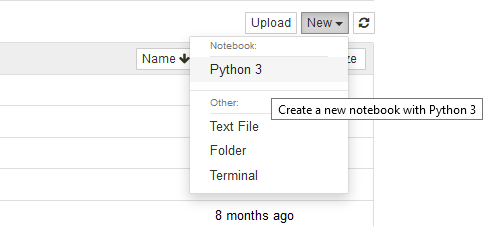 Upload New
Notebook:
Name
Python 3
Other:
Create a new notebook with Python 3
Text File
Folder
Terminal
8 months ago